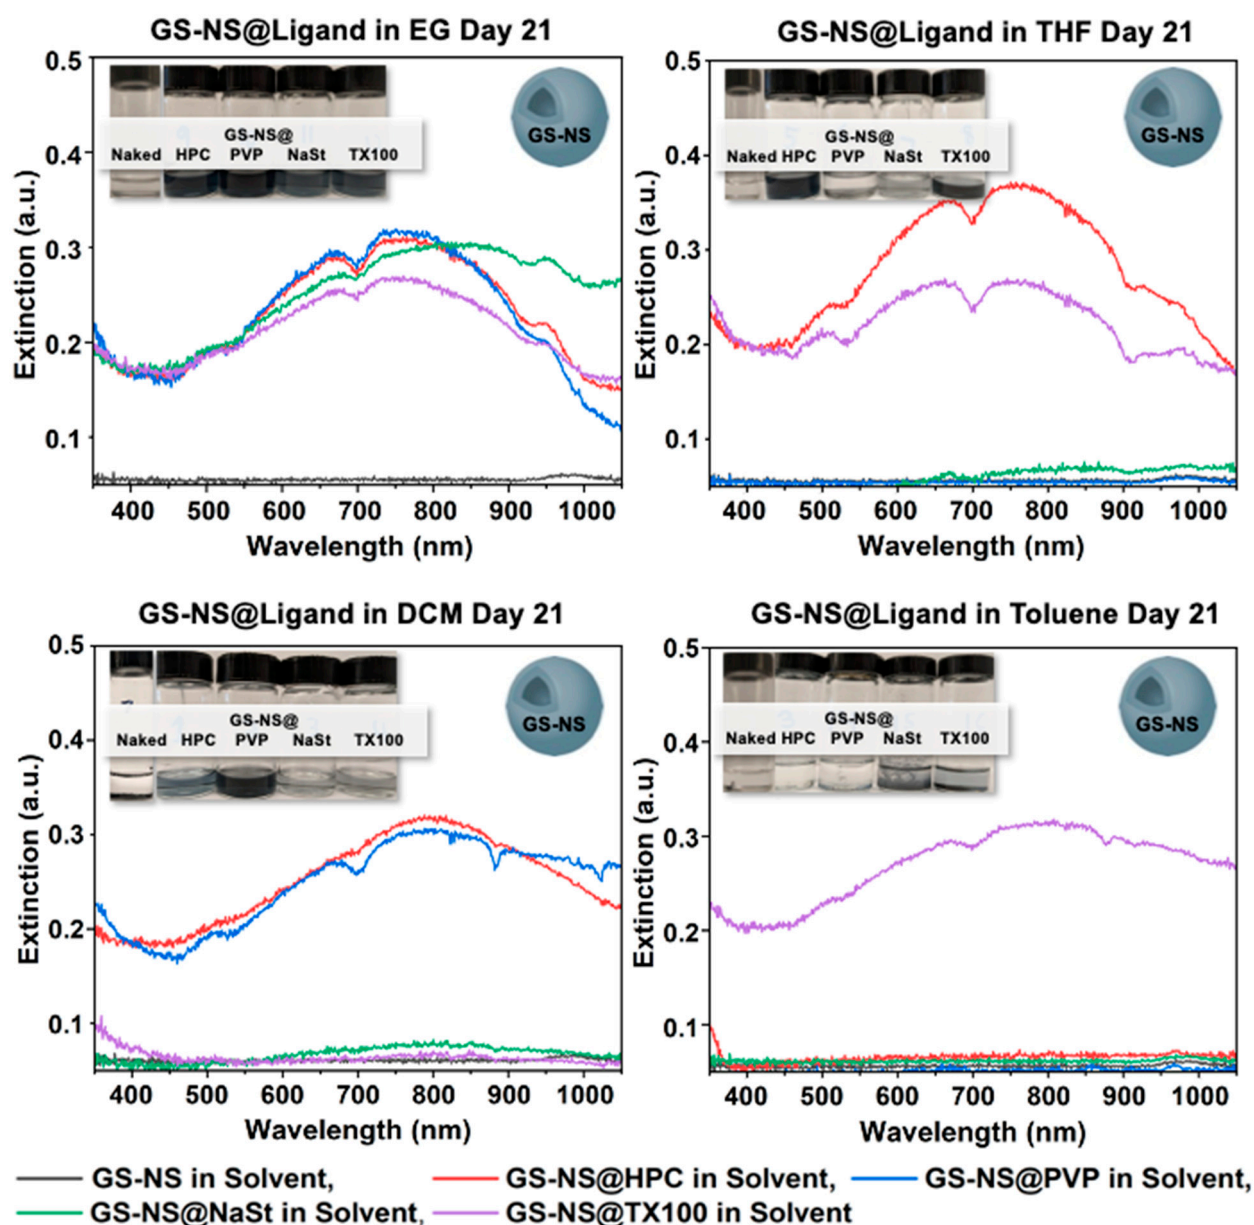 GS-NS@Ligand in EG Day 21
0.5
0.4
0.3
0.2
0.1
Extinction (a.u.)
GS-NS@
Naked HPC PVP NaSt TX100
GS-NS
400 500 600 700 800 900 1000
Wavelength (nm)
GS-NS@Ligand in THF Day 21
0.5
0.4
0.3
0.2
0.1
Extinction (a.u.)
GS-NS@
Naked HPC PVP NaSt TX100
GS-NS
400 500 600 700 800 900 1000
Wavelength (nm)
GS-NS@Ligand in DCM Day 21
0.5
0.4
0.3
0.2
0.1
Extinction (a.u.)
GS-NS@
Naked HPC PVP NaSt TX100
GS-NS
400 500 600 700 800 900 1000
Wavelength (nm)
GS-NS@Ligand in Toluene Day 21
0.5
0.4
0.3
0.2
0.1
Extinction (a.u.)
GS-NS@
Naked HPC PVP NaSt TX100
GS-NS
400 500 600 700 800 900 1000
Wavelength (nm)
GS-NS in Solvent, GS-NS@HPC in Solvent, GS-NS@PVP in Solvent,
GS-NS@NaSt in Solvent, GS-NS@TX100 in Solvent